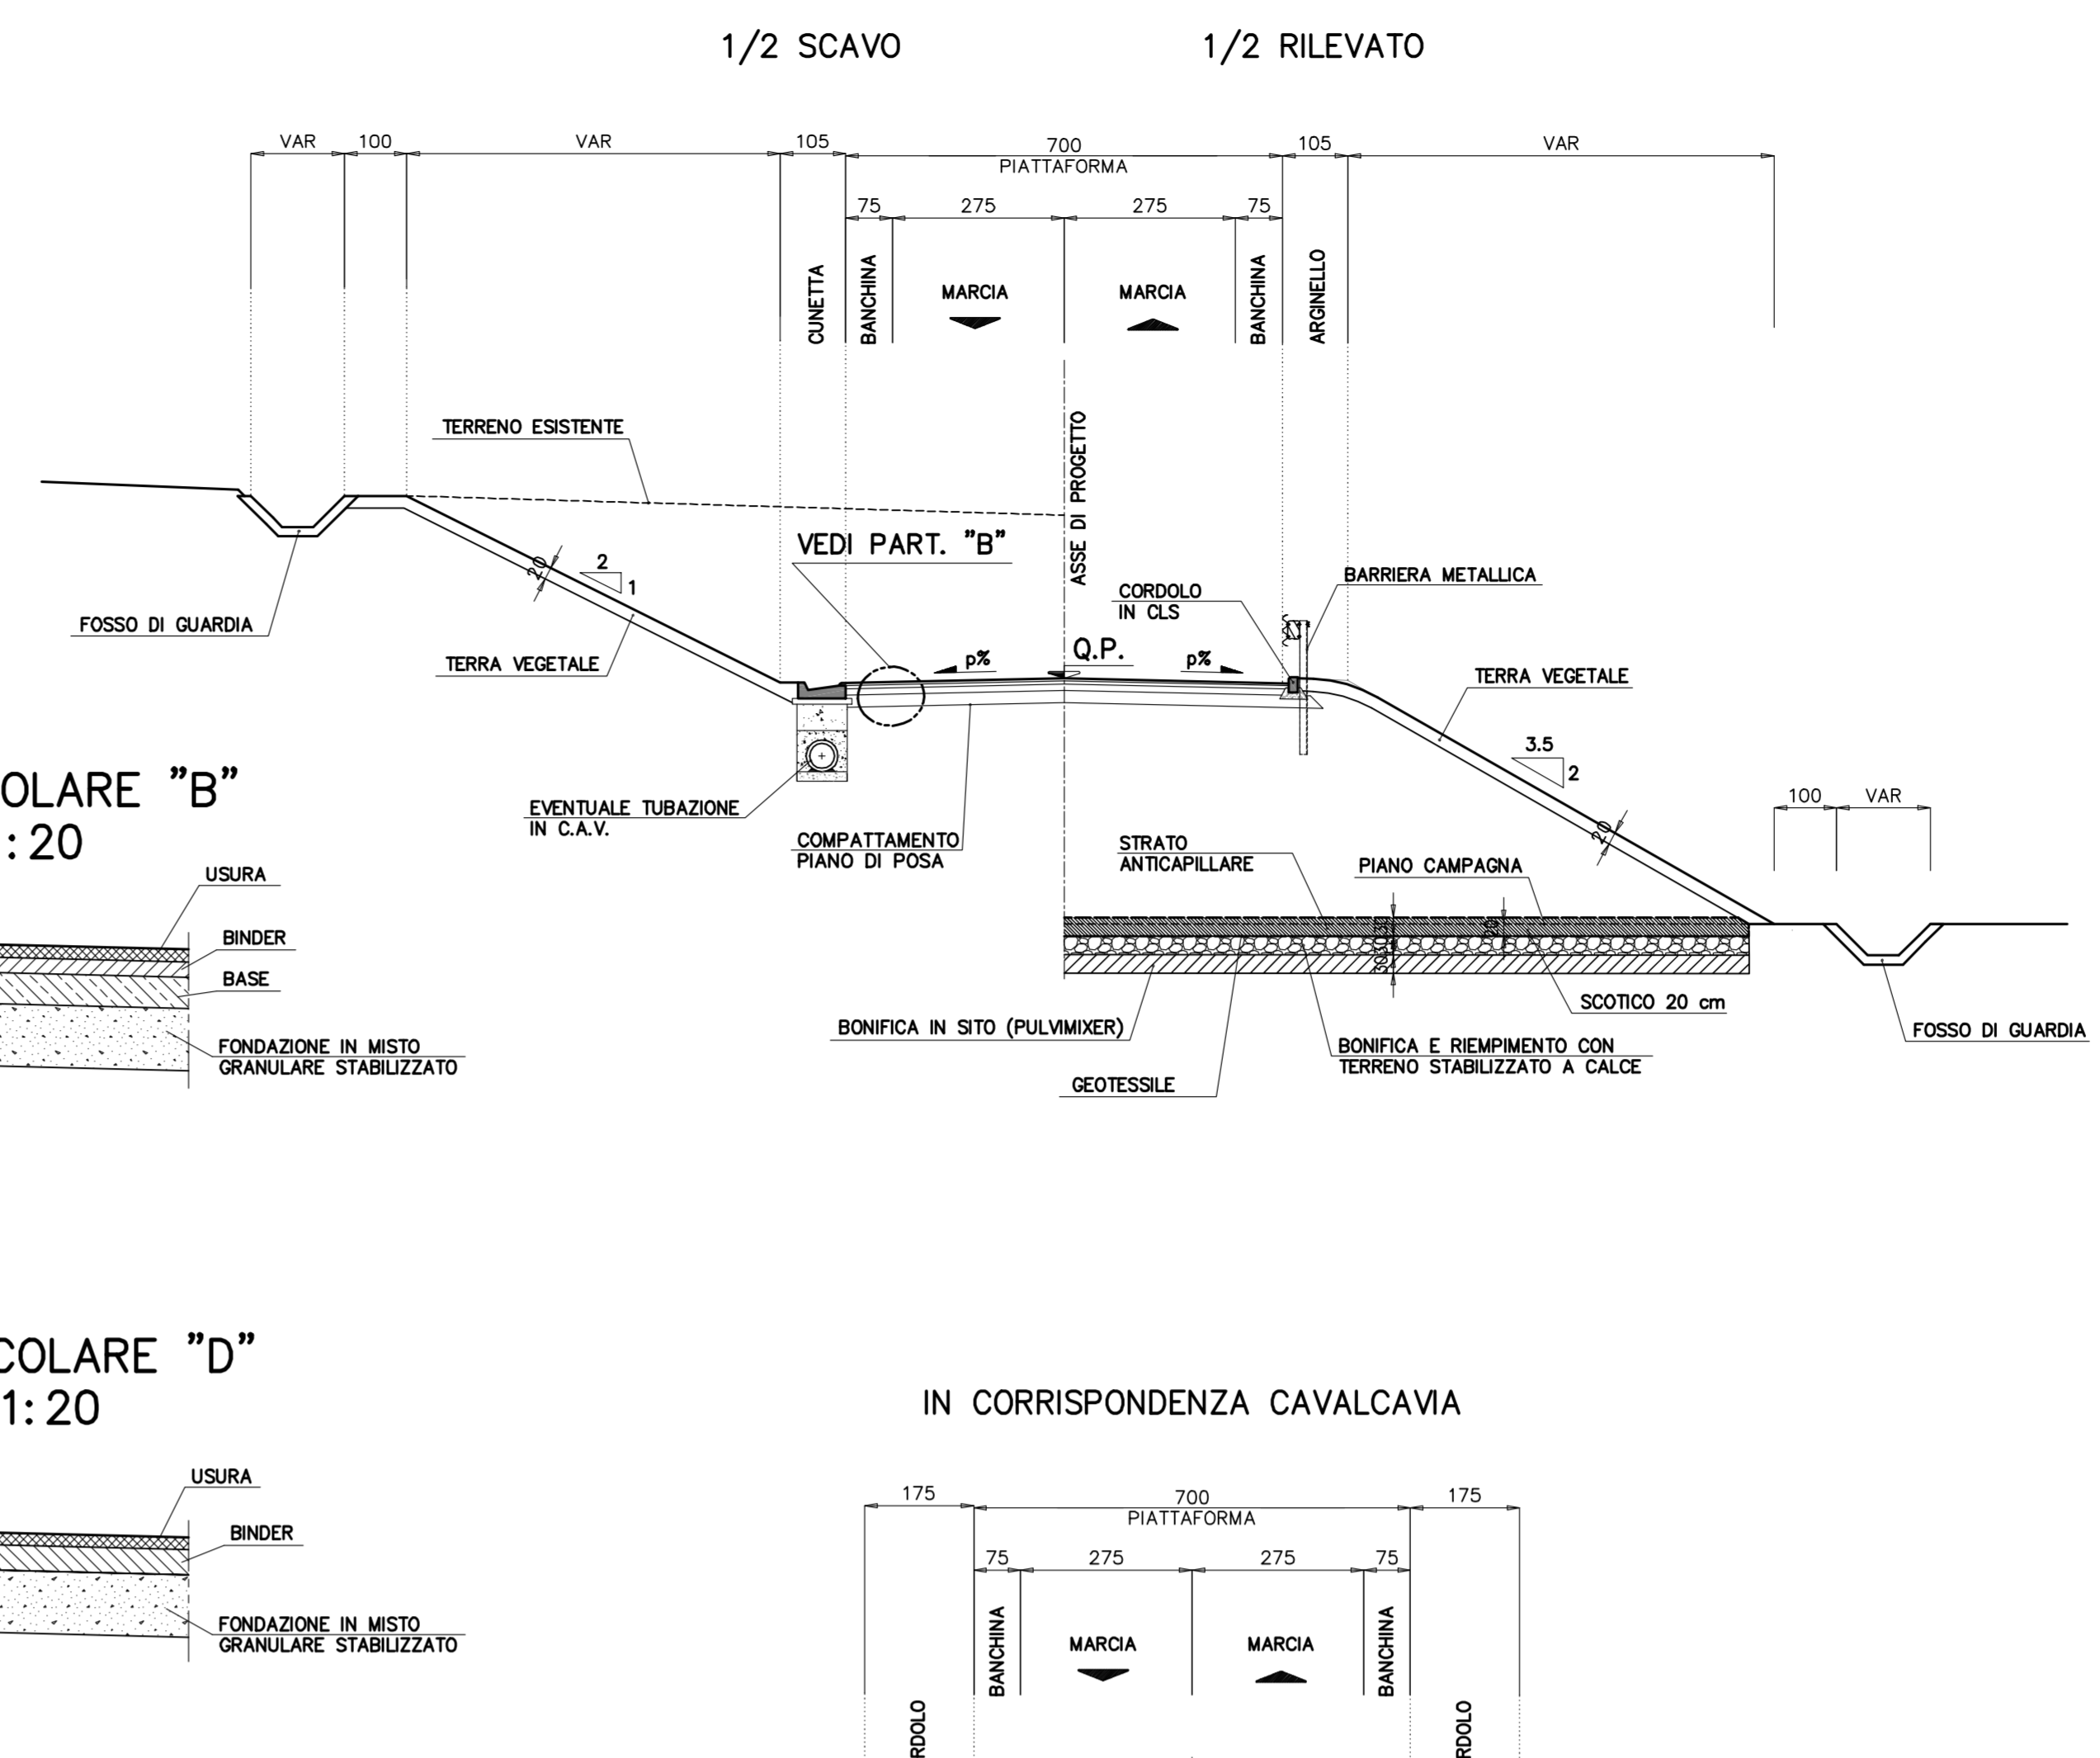 1/2 SCAVO
1/2 RILEVATO
VAR
100
VAR
105
700
PIATTAFORMA
105
VAR
75
275
275
75
CUNETTA
BANCHINA
MARCIA
MARCIA
BANCHINA
ARGINELLO
TERRENO ESISTENTE
ASSE DI PROGETTO
VEDI PART. "B"
20
2
1
CORDOLO
IN CLS
BARRIERA METALLICA
FOSSO DI GUARDIA
TERRA VEGETALE
p%
Q.P.
p%
TERRA VEGETALE
3.5
2
OLARE "B"
:20
EVENTUALE TUBAZIONE
IN C.A.V.
COMPATTAMENTO
PIANO DI POSA
STRATO
ANTICAPILLARE
PIANO CAMPAGNA
20
100
VAR
USURA
BINDER
BASE
FONDAZIONE IN MISTO
GRANULARE STABILIZZATO
30
30
20
BONIFICA IN SITO (PULVIMIXER)
GEOTESSILE
BONIFICA E RIEMPIMENTO CON
TERRENO STABILIZZATO A CALCE
SCOTICO 20 cm
FOSSO DI GUARDIA
COLARE "D"
1:20
USURA
BINDER
FONDAZIONE IN MISTO
GRANULARE STABILIZZATO
IN CORRISPONDENZA CAVALCAVIA
175
700
PIATTAFORMA
175
75
275
275
75
BANCHINA
MARCIA
MARCIA
BANCHINA
RDOLO
RDOLO